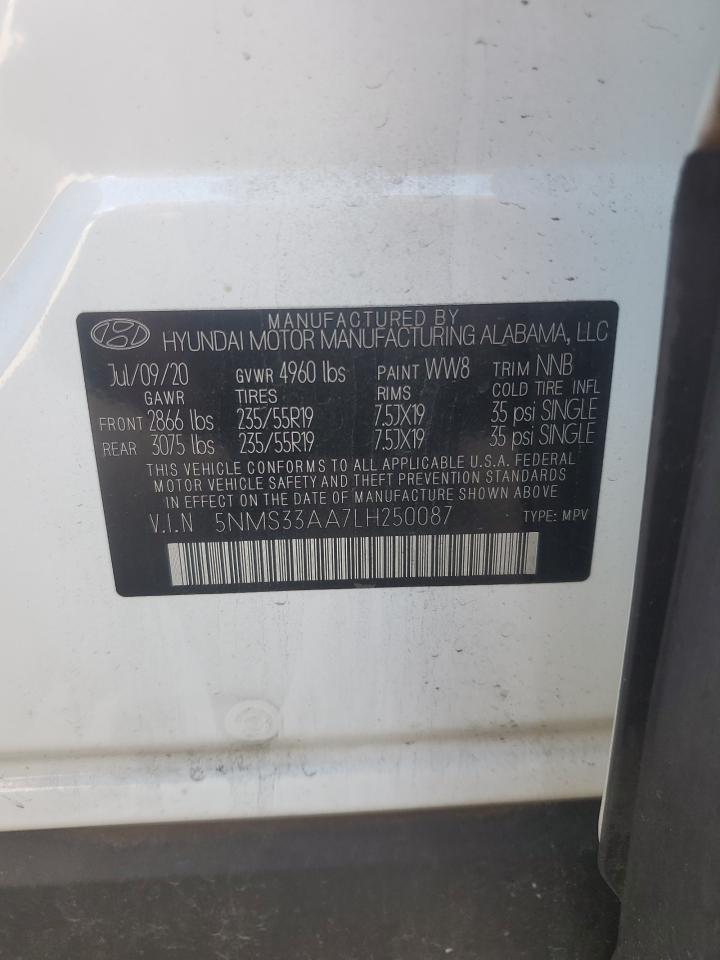 MANUFACTURED BY
HYUNDAI MOTOR MANUFACTURING ALABAMA, LLC
Jul/09/20 GVWR 4960 lbs PAINT WW8 TRIM NNB
GAWR TIRES RIMS COLD TIRE INFL
FRONT 2866 lbs 235/55R19 7.5JX19 35 psi SINGLE
REAR 3075 lbs 235/55R19 7.5JX19 35 psi SINGLE
THIS VEHICLE CONFORMS TO ALL APPLICABLE U.S.A. FEDERAL
MOTOR VEHICLE SAFETY AND THEFT PREVENTION STANDARDS
IN EFFECT ON THE DATE OF MANUFACTURE SHOWN ABOVE
V.I.N 5NMS33AA7LH250087 TYPE: MPV